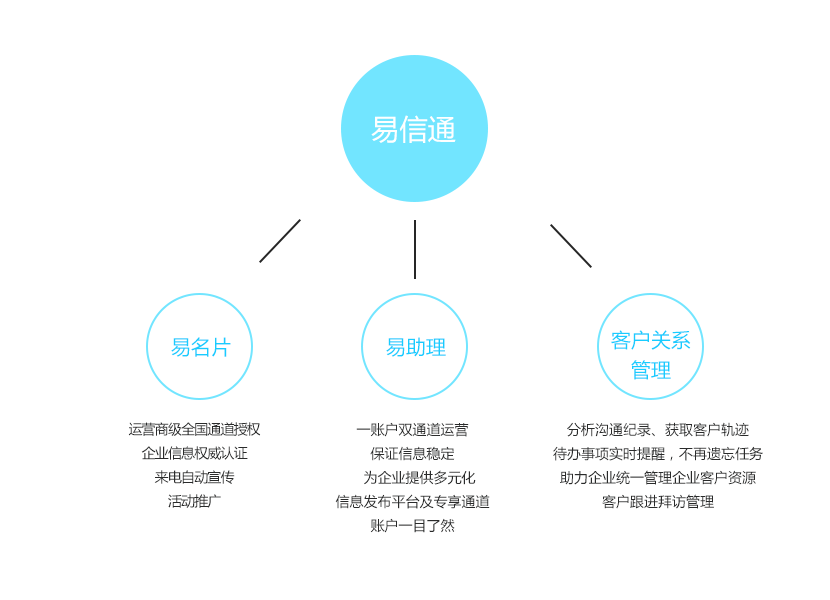 易信通
易名片
运营商级全国通道授权
企业信息权威认证
来电自动宣传
活动推广
易助理
一账户双通道运营
保证信息稳定
为企业提供多元化
信息发布平台及专享通道
账户一目了然
客户关系
管理
分析沟通纪录、获取客户轨迹
待办事项实时提醒，不再遗忘任务
助力企业统一管理企业客户资源
客户跟进拜访管理